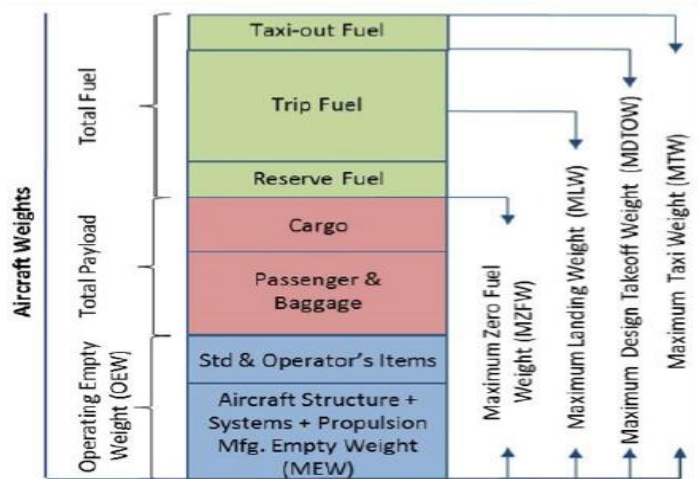 Aircraft Weights
Total Fuel
Total Payload
Operating Empty
Weight (OEW)
Taxi-out Fuel
Trip Fuel
Reserve Fuel
Cargo
Passenger &
Baggage
Std & Operator's Items
Aircraft Structure +
Systems + Propulsion
Mfg. Empty Weight
(MEW)
Maximum Zero Fuel
Weight (MZFW)
Maximum Landing Weight (MLW)
Maximum Design Takeoff Weight (MDTOW)
Maximum Taxi Weight (MTW)